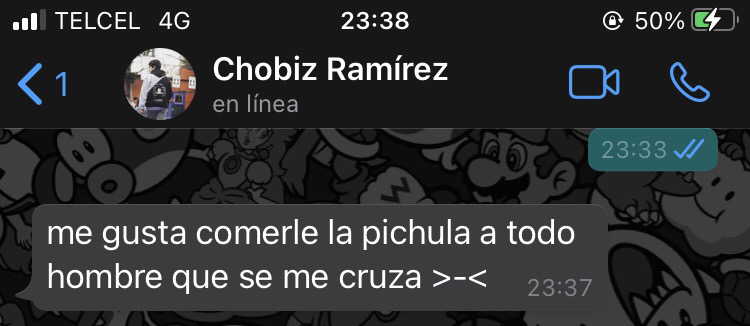 TELCEL 4G 23:38 50%
1 Chobiz Ramírez
en línea
23:33
me gusta comerle la pichula a todo
hombre que se me cruza >-<
23:37